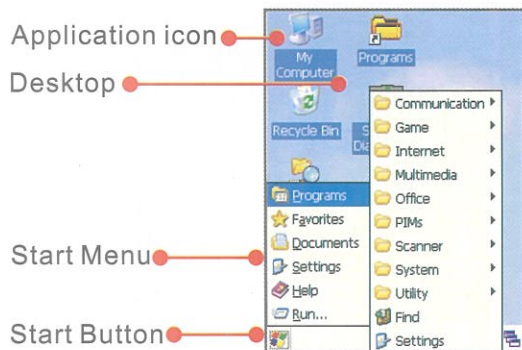 Application icon
Desktop
Start Menu
Start Button
My
Computer
Programs
Recycle Bin
Programs
Favorites
Documents
Settings
Help
Run...
Communication
Game
Internet
Multimedia
Office
PIMs
Scanner
System
Utility
Find
Settings